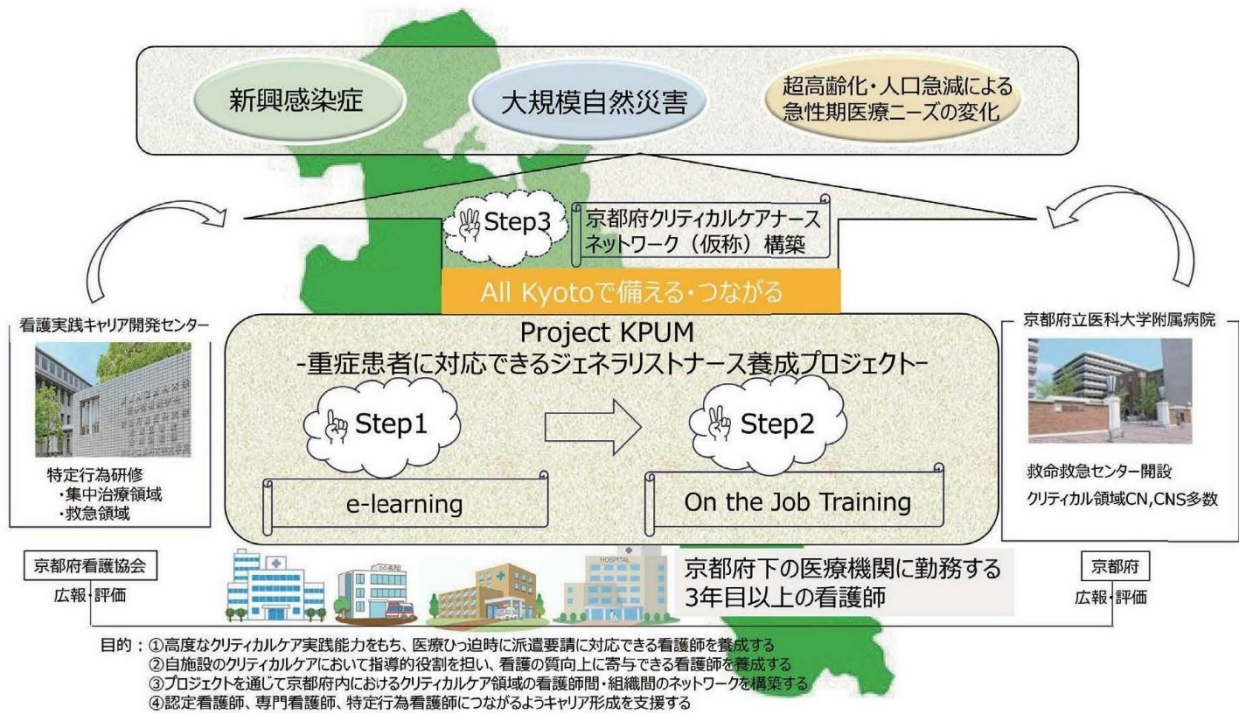 新興感染症
大規模自然災害
超高齢化・人口急減による
急性期医療ニーズの変化
Step3
京都府クリティカルケアナース
ネットワーク（仮称）構築
All Kyotoで備える・つながる
看護実践キャリア開発センター
特定行為研修
・集中治療領域
・救急領域
Project KPUM
-重症患者に対応できるジェネラリストナース養成プロジェクト-
Step1
Step2
e-learning
On the Job Training
京都府立医科大学附属病院
救命救急センター開設
クリティカル領域CN,CNS多数
京都府看護協会
広報・評価
HOSPITAL
京都府下の医療機関に勤務する
3年目以上の看護師
京都府
広報・評価
目的：①高度なクリティカルケア実践能力をもち、医療ひっ迫時に派遣要請に対応できる看護師を養成する
②自施設のクリティカルケアにおいて指導的役割を担い、看護の質向上に寄与できる看護師を養成する
③プロジェクトを通じて京都府内におけるクリティカルケア領域の看護師間・組織間のネットワークを構築する
④認定看護師、専門看護師、特定行為看護師につながるようキャリア形成を支援する